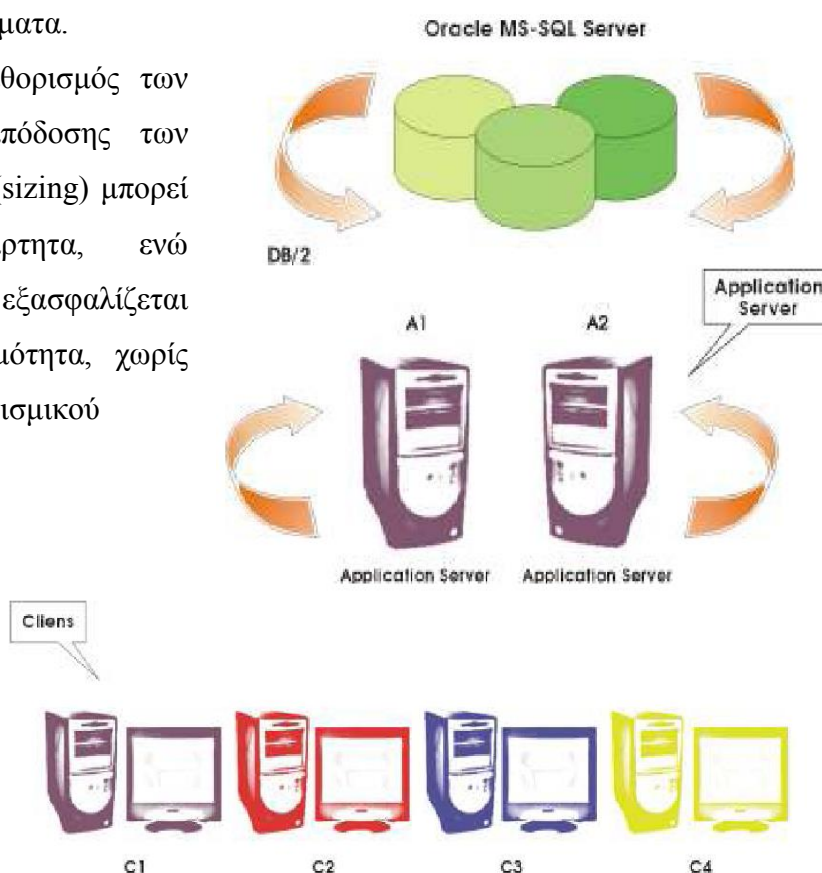 ματα.
θορισμός των
πόδοσης των
(sizing) μπορεί
ρτητα, ενώ
εξασφαλίζεται
μότητα, χωρίς
ισμικού
Oracle MS-SQL Server
DB/2
Application
Server
A1 A2
Application Server Application Server
Cliens
C1 C2 C3 C4